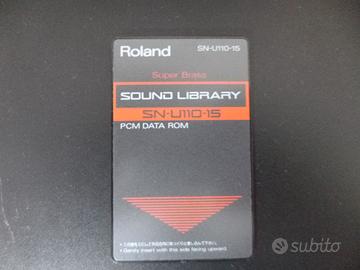 Roland
SN-U110-15
Super Brass
SOUND LIBRARY
SN-U110-15
PCM DATA ROM
• Gently insert with this side facing upward.
subito